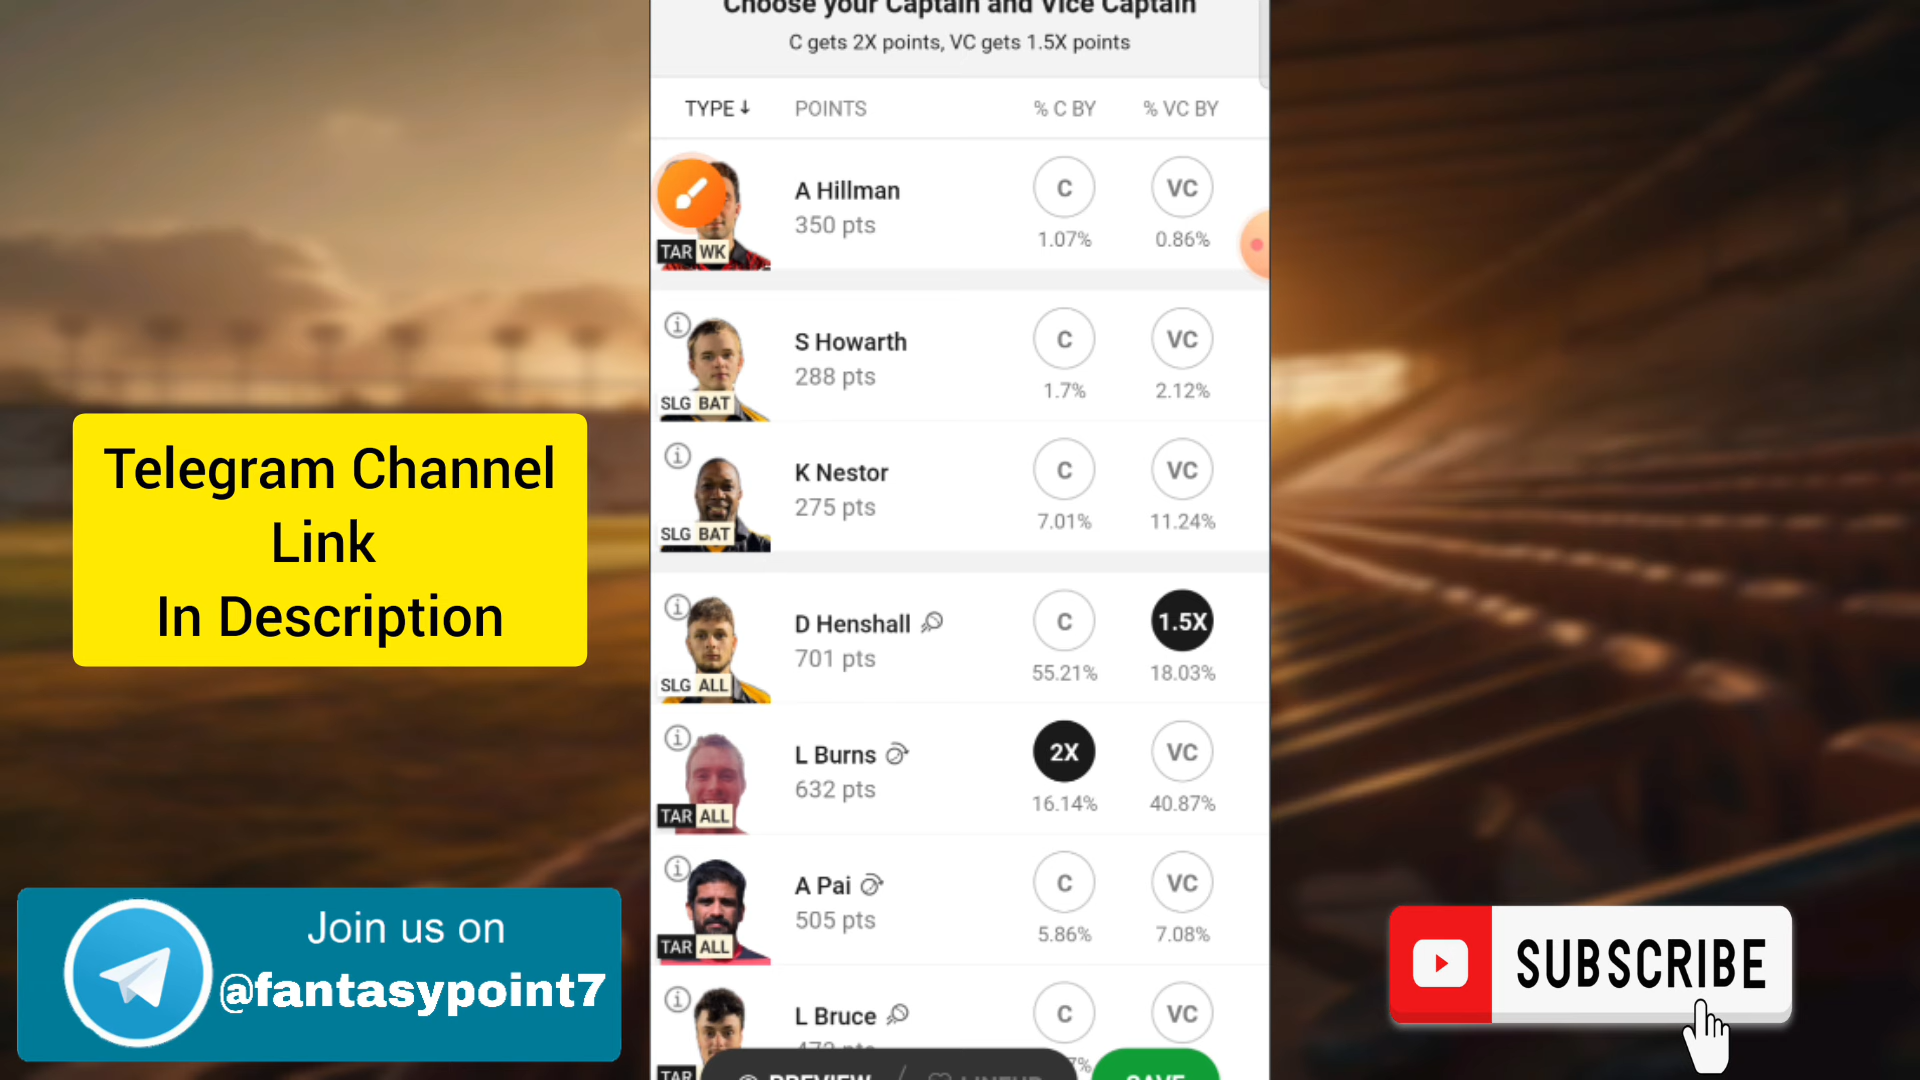 Choose your Captain and Vice Captain
C gets 2X points, VC gets 1.5X points
TYPE↓ POINTS % C BY % VC BY
A Hillman
350 pts
TAR WK
C VC
1.07% 0.86%
S Howarth
288 pts
SLG BAT
C VC
1.7% 2.12%
K Nestor
275 pts
SLG BAT
C VC
7.01% 11.24%
D Henshall
701 pts
SLG ALL
C 1.5X
55.21% 18.03%
L Burns
632 pts
TAR ALL
2X VC
16.14% 40.87%
A Pai
505 pts
TAR ALL
C VC
5.86% 7.08%
L Bruce
TAR
C VC
PREVIEW / LINEUP SAVE
Telegram Channel
Link
In Description
Join us on
@fantasypoint7
SUBSCRIBE